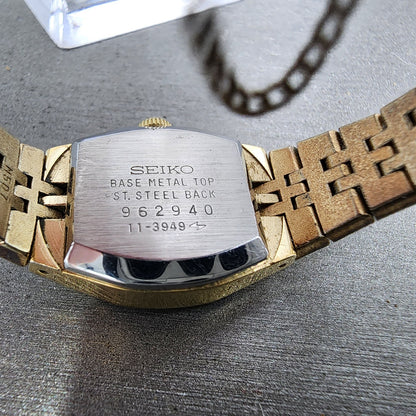 SEIKO
BASE METAL TOP
ST. STEEL BACK
962940
11-3949